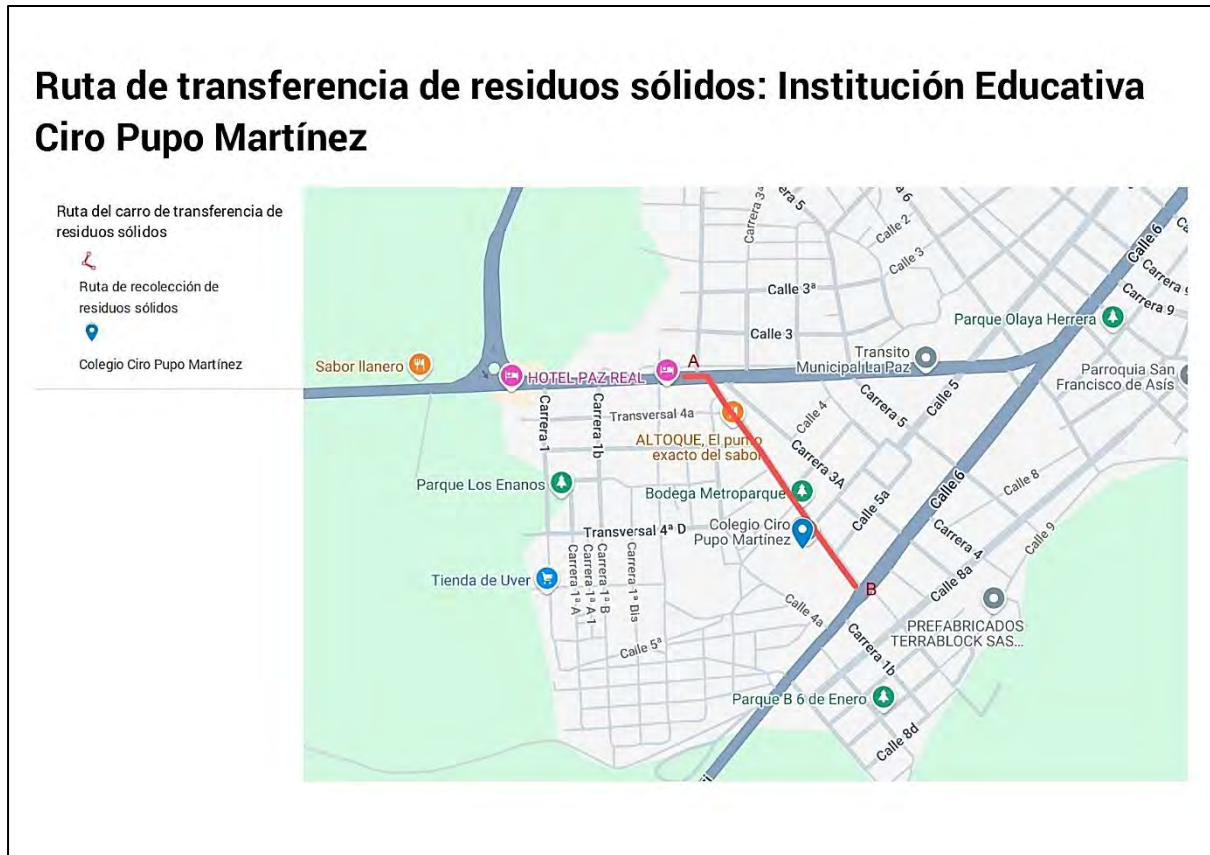 Ruta de transferencia de residuos sólidos: Institución Educativa
Ciro Pupo Martínez
Ruta del carro de transferencia de
residuos sólidos
Ruta de recolección de
residuos sólidos
Colegio Ciro Pupo Martínez
Carrera 3ª
Carrera 5
Calle 2
Calle 3
Calle 6
Carrera 9
Carrera 9
Calle 3ª
Calle 3
Parque Olaya Herrera
Sabor llanero
HOTEL PAZ REAL
A
Transito
Municipal La Paz
Parroquia San
Francisco de Asís
Calle 5
Carrera 5
Carrera 1
Carrera 1b
Transversal 4a
ALTOQUE, El punto
exacto del sabor
Calle 4
Carrera 3A
Parque Los Enanos
Bodega Metroparque
Calle 5a
Calle 6
Calle 8
Calle 9
Transversal 4ª D
Colegio Ciro
Pupo Martínez
Carrera 4
Calle 8a
Tienda de Uver
Carrera 1ª A
Carrera 1ª A-1
Carrera 1ª B
Carrera 1ª Bis
B
Calle 4a
PREFABRICADOS
TERRABLOCK SAS...
Calle 5ª
Carrera 1b
Parque B 6 de Enero
Calle 8d